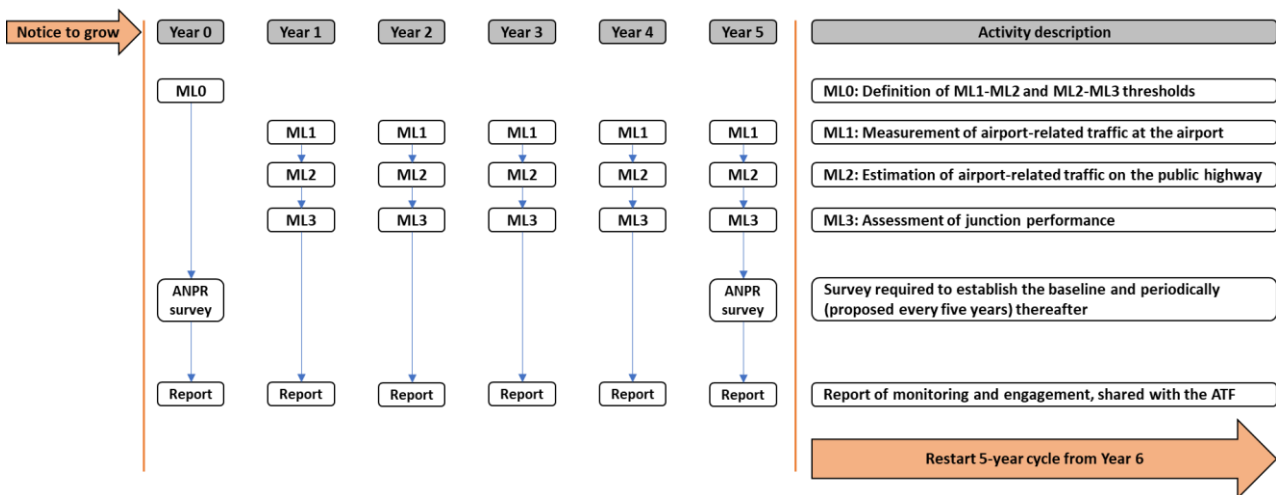 Notice to grow
Year 0
Year 1
Year 2
Year 3
Year 4
Year 5
Activity description
ML0
ML0: Definition of ML1-ML2 and ML2-ML3 thresholds
ML1
ML1
ML1
ML1
ML1
ML1: Measurement of airport-related traffic at the airport
ML2
ML2
ML2
ML2
ML2
ML2: Estimation of airport-related traffic on the public highway
ML3
ML3
ML3
ML3
ML3
ML3: Assessment of junction performance
ANPR
survey
ANPR
survey
Survey required to establish the baseline and periodically
(proposed every five years) thereafter
Report
Report
Report
Report
Report
Report
Report of monitoring and engagement, shared with the ATF
Restart 5-year cycle from Year 6